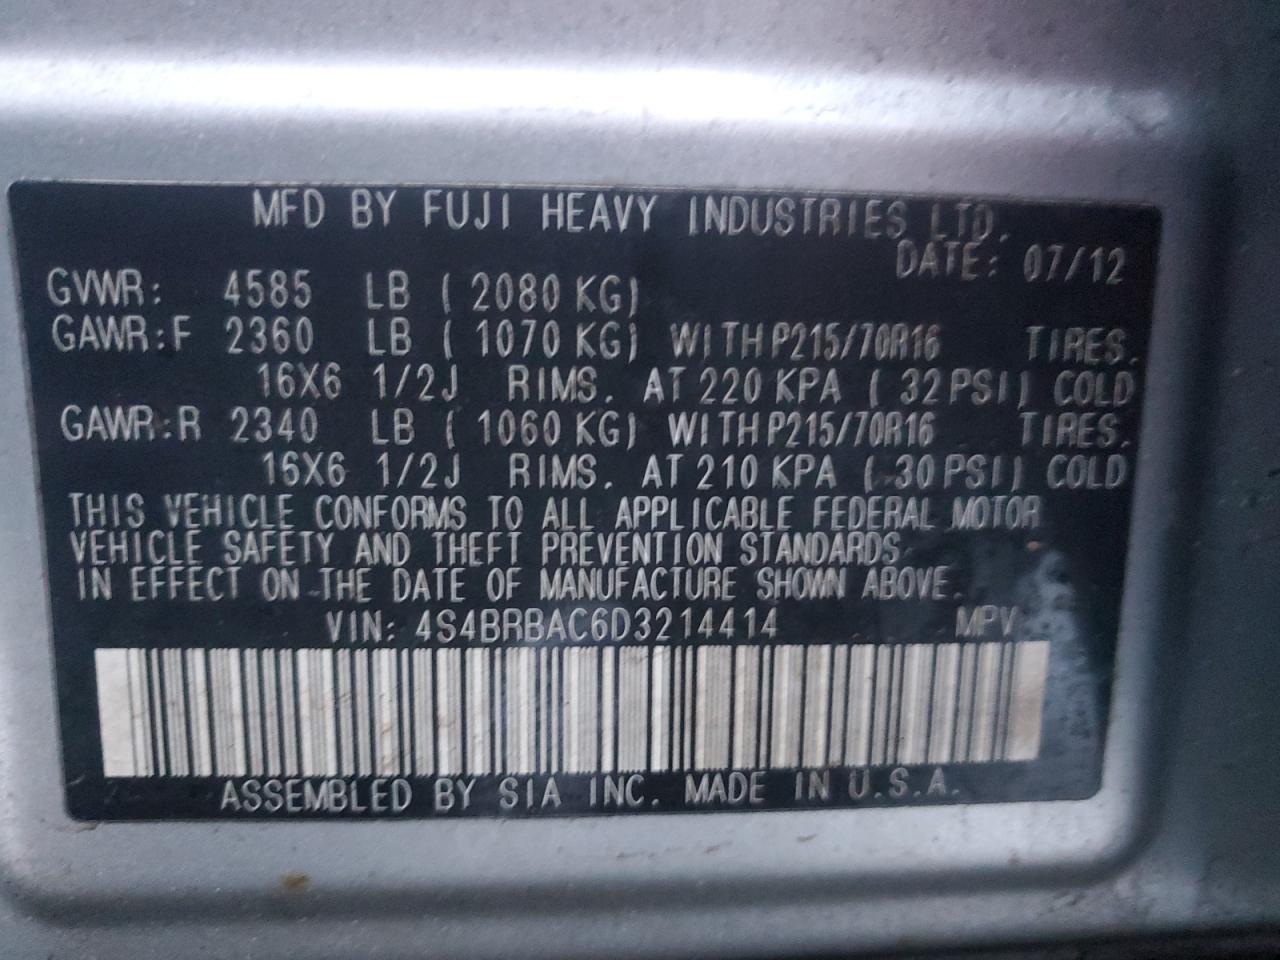 MFD BY FUJI HEAVY INDUSTRIES LTD.
DATE: 07/12
GVWR: 4585 LB ( 2080 KG)
GAWR:F 2360 LB ( 1070 KG) WITH P215/70R16 TIRES.
16X6 1/2J RIMS. AT 220 KPA ( 32 PSI) COLD
GAWR:R 2340 LB ( 1060 KG) WITH P215/70R16 TIRES.
16X6 1/2J RIMS. AT 210 KPA ( 30 PSI) COLD
THIS VEHICLE CONFORMS TO ALL APPLICABLE FEDERAL MOTOR
VEHICLE SAFETY AND THEFT PREVENTION STANDARDS
IN EFFECT ON THE DATE OF MANUFACTURE SHOWN ABOVE.
VIN: 4S4BRBAC6D3214414 MPV
ASSEMBLED BY SIA INC. MADE IN U.S.A.